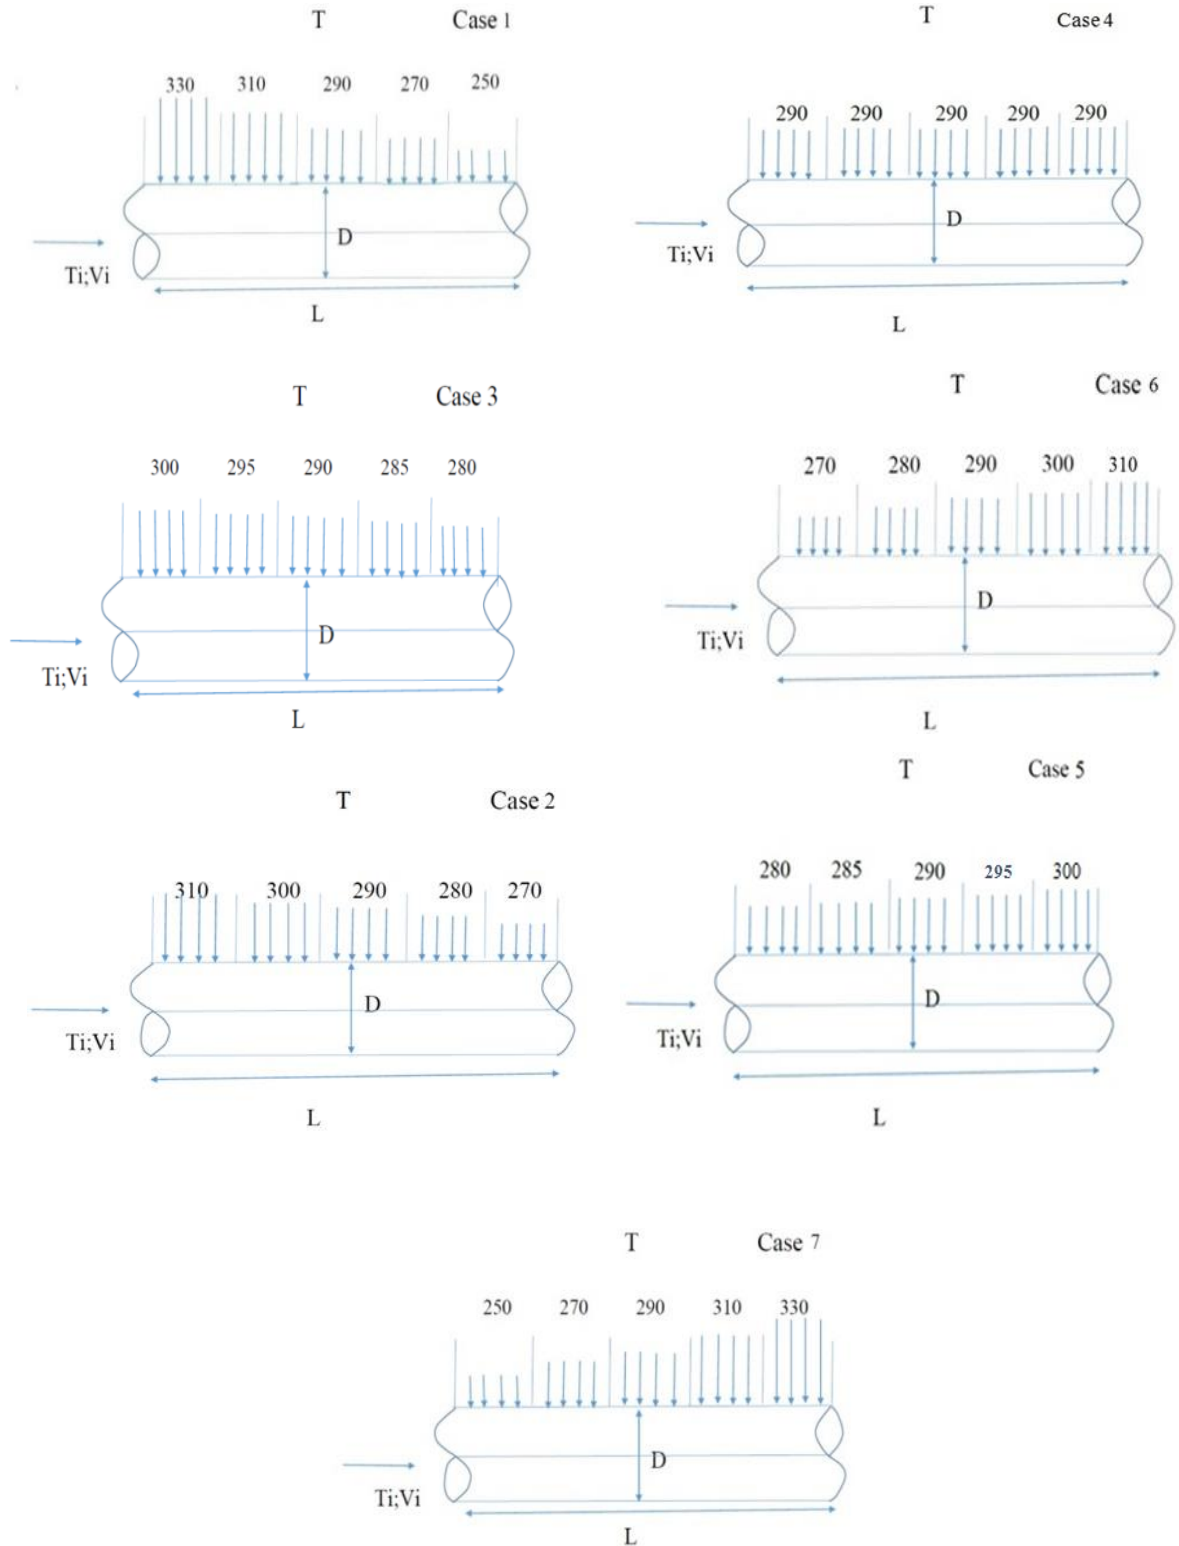 T Case 1
330 310 290 270 250
D
Ti;Vi
L
T Case 4
290 290 290 290 290
D
Ti;Vi
L
T Case 3
300 295 290 285 280
D
Ti;Vi
L
T Case 6
270 280 290 300 310
D
Ti;Vi
L
T Case 2
310 300 290 280 270
D
Ti;Vi
L
T Case 5
280 285 290 295 300
D
Ti;Vi
L
T Case 7
250 270 290 310 330
D
Ti;Vi
L